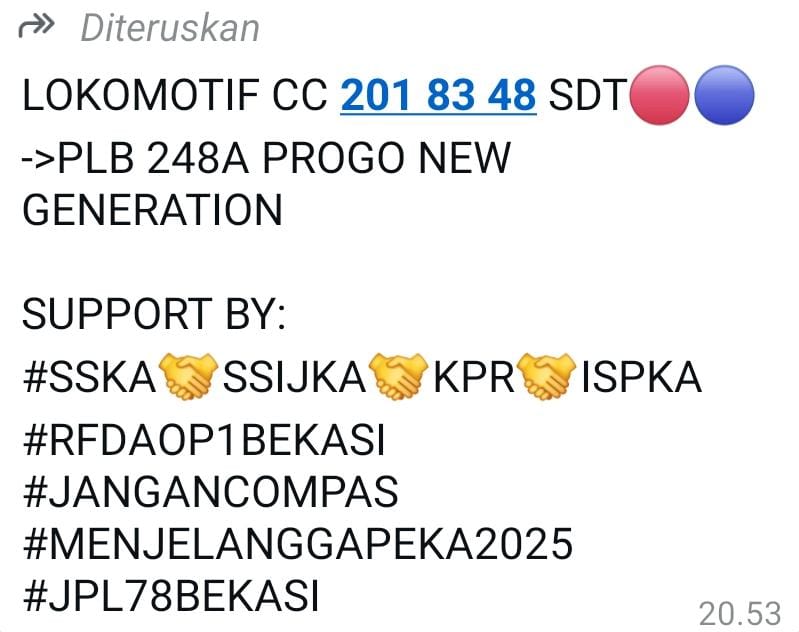 Diteruskan
LOKOMOTIF CC 201 83 48 SDT🔴🔵
->PLB 248A PROGO NEW
GENERATION
SUPPORT BY:
#SSKA🤝SSIJKA🤝KPR🤝ISPKA
#RFDAOP1BEKASI
#JANGANCOMPAS
#MENJELANGGAPEKA2025
#JPL78BEKASI
20.53